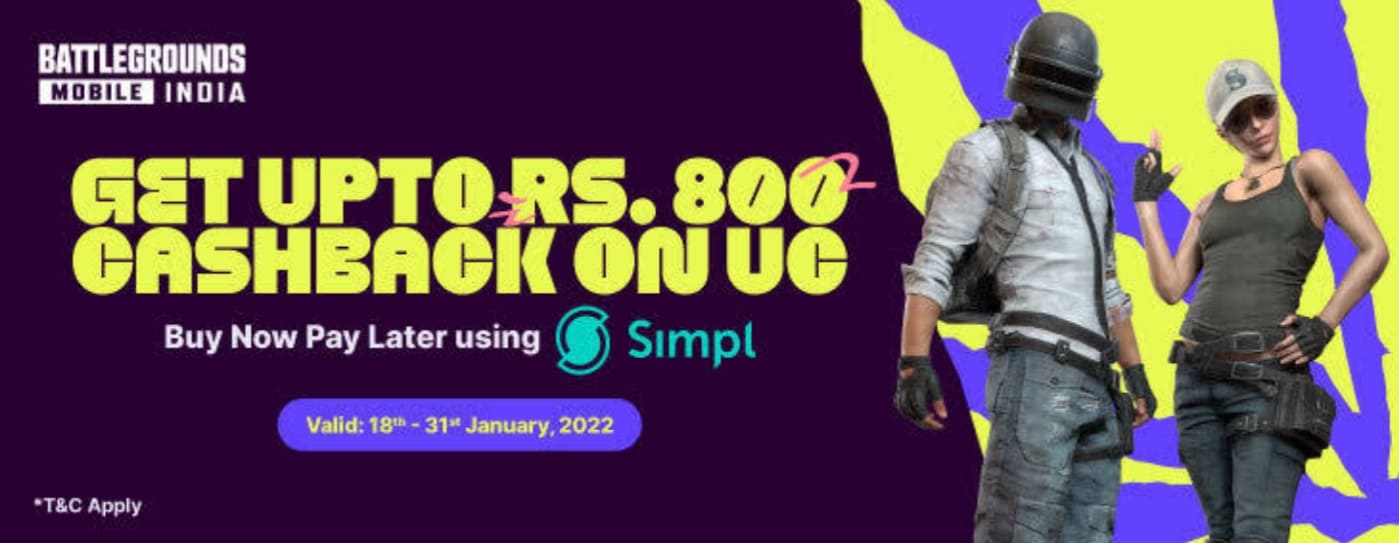 BATTLEGROUNDS
MOBILE INDIA
GET UPTO RS. 800
CASHBACK ON UC
Buy Now Pay Later using Simpl
Valid: 18th - 31st January, 2022
*T&C Apply